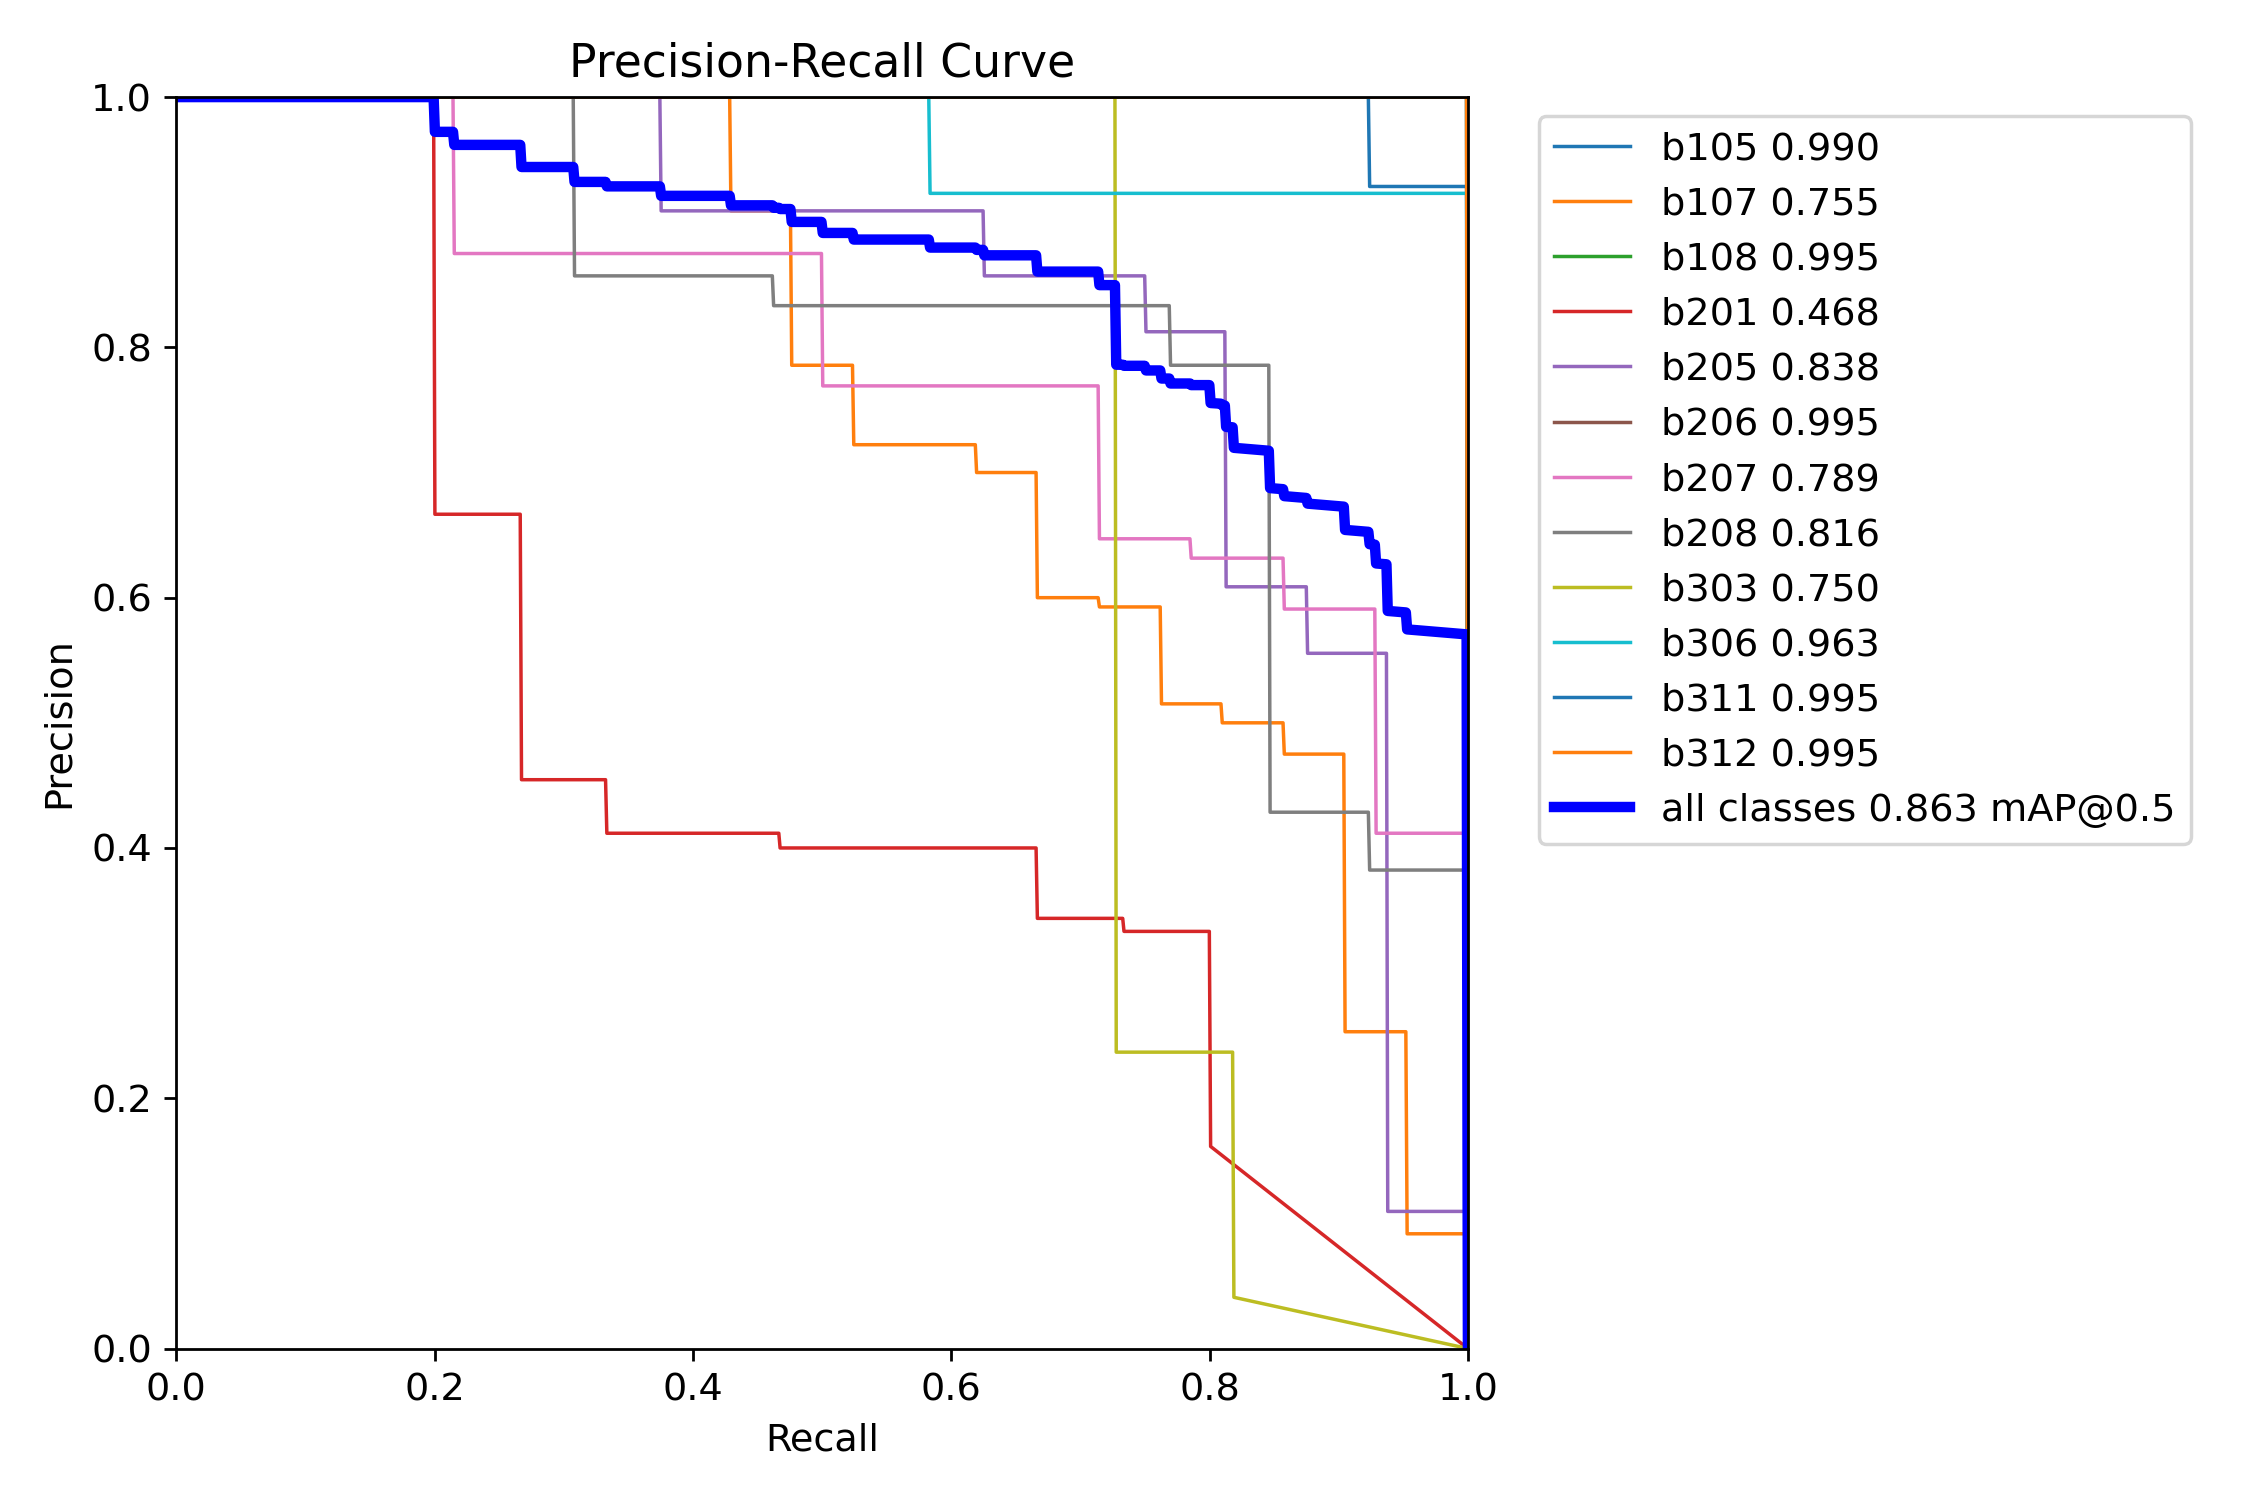 Precision-Recall Curve
1.0
0.8
0.6
0.4
0.2
0.0
Precision
0.0 0.2 0.4 0.6 0.8 1.0
Recall
b105 0.990
b107 0.755
b108 0.995
b201 0.468
b205 0.838
b206 0.995
b207 0.789
b208 0.816
b303 0.750
b306 0.963
b311 0.995
b312 0.995
all classes 0.863 mAP@0.5